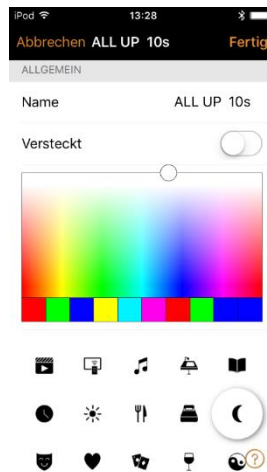 iPod 13:28
Abbrechen ALL UP 10s Fertig
ALLGEMEIN
Name ALL UP 10s
Versteckt
?